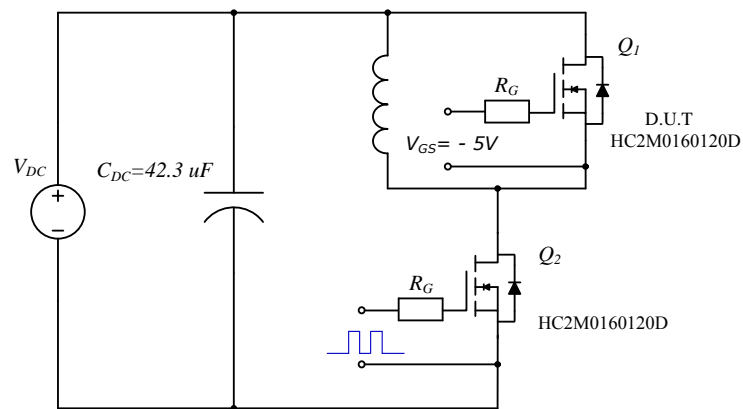 Q1
RG
D.U.T
HC2M0160120D
VGS= - 5V
VDC
CDC=42.3 uF
Q2
RG
HC2M0160120D